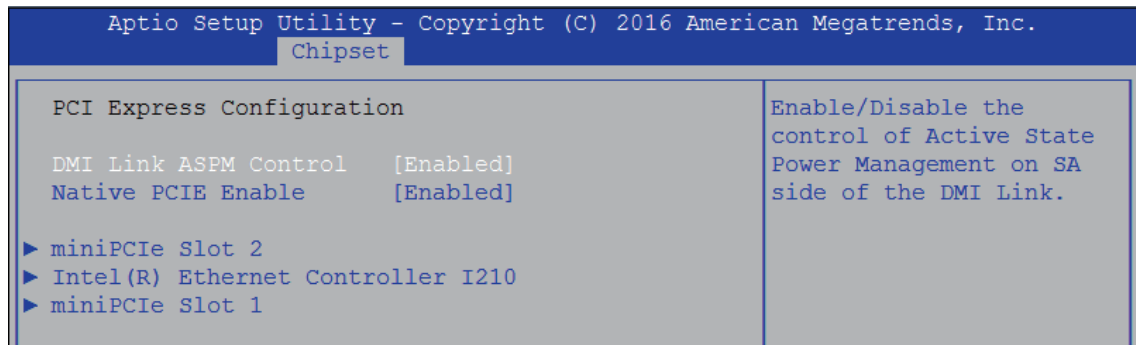 Aptio Setup Utility - Copyright (C) 2016 American Megatrends, Inc.
Chipset
PCI Express Configuration
DMI Link ASPM Control [Enabled]
Native PCIE Enable [Enabled]
► miniPCIe Slot 2
► Intel(R) Ethernet Controller I210
► miniPCIe Slot 1
Enable/Disable the
control of Active State
Power Management on SA
side of the DMI Link.